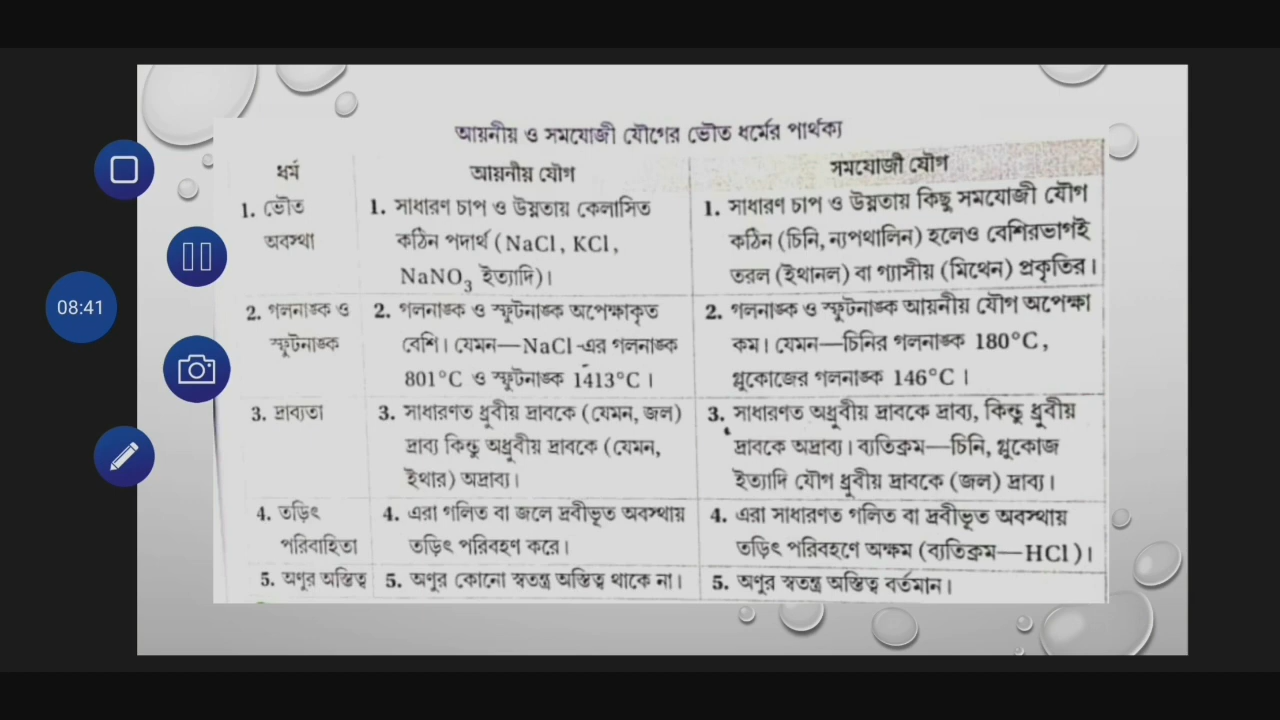 আয়নীয় ও সমযোজী যৌগের ভৌত ধর্মের পার্থক্য
ধর্ম
আয়নীয় যৌগ
সমযোজী যৌগ
1. ভৌত
অবস্থা
1. সাধারণ চাপ ও উষ্ণতায় কেলাসিত
কঠিন পদার্থ (NaCl, KCl,
NaNO₃ ইত্যাদি)।
1. সাধারণ চাপ ও উষ্ণতায় কিছু সমযোজী যৌগ
কঠিন (চিনি, ন্যপথালিন) হলেও বেশিরভাগই
তরল (ইথানল) বা গ্যাসীয় (মিথেন) প্রকৃতির।
2. গলনাঙ্ক ও
স্ফুটনাঙ্ক
2. গলনাঙ্ক ও স্ফুটনাঙ্ক অপেক্ষাকৃত
বেশি। যেমন—NaCl-এর গলনাঙ্ক
801°C ও স্ফুটনাঙ্ক 1413°C।
2. গলনাঙ্ক ও স্ফুটনাঙ্ক আয়নীয় যৌগ অপেক্ষা
কম। যেমন—চিনির গলনাঙ্ক 180°C,
গ্লুকোজের গলনাঙ্ক 146°C।
3. দ্রাব্যতা
3. সাধারণত ধ্রুবীয় দ্রাবকে (যেমন, জল)
দ্রাব্য কিন্তু অধ্রুবীয় দ্রাবকে (যেমন,
ইথার) অদ্রাব্য।
3. সাধারণত অধ্রুবীয় দ্রাবকে দ্রাব্য, কিন্তু ধ্রুবীয়
দ্রাবকে অদ্রাব্য। ব্যতিক্রম—চিনি, গ্লুকোজ
ইত্যাদি যৌগ ধ্রুবীয় দ্রাবকে (জল) দ্রাব্য।
4. তড়িৎ
পরিবাহিতা
4. এরা গলিত বা জলে দ্রবীভূত অবস্থায়
তড়িৎ পরিবহণ করে।
4. এরা সাধারণত গলিত বা দ্রবীভূত অবস্থায়
তড়িৎ পরিবহণে অক্ষম (ব্যতিক্রম—HCl)।
5. অণুর অস্তিত্ব
5. অণুর কোনো স্বতন্ত্র অস্তিত্ব থাকে না।
5. অণুর স্বতন্ত্র অস্তিত্ব বর্তমান।
08:41